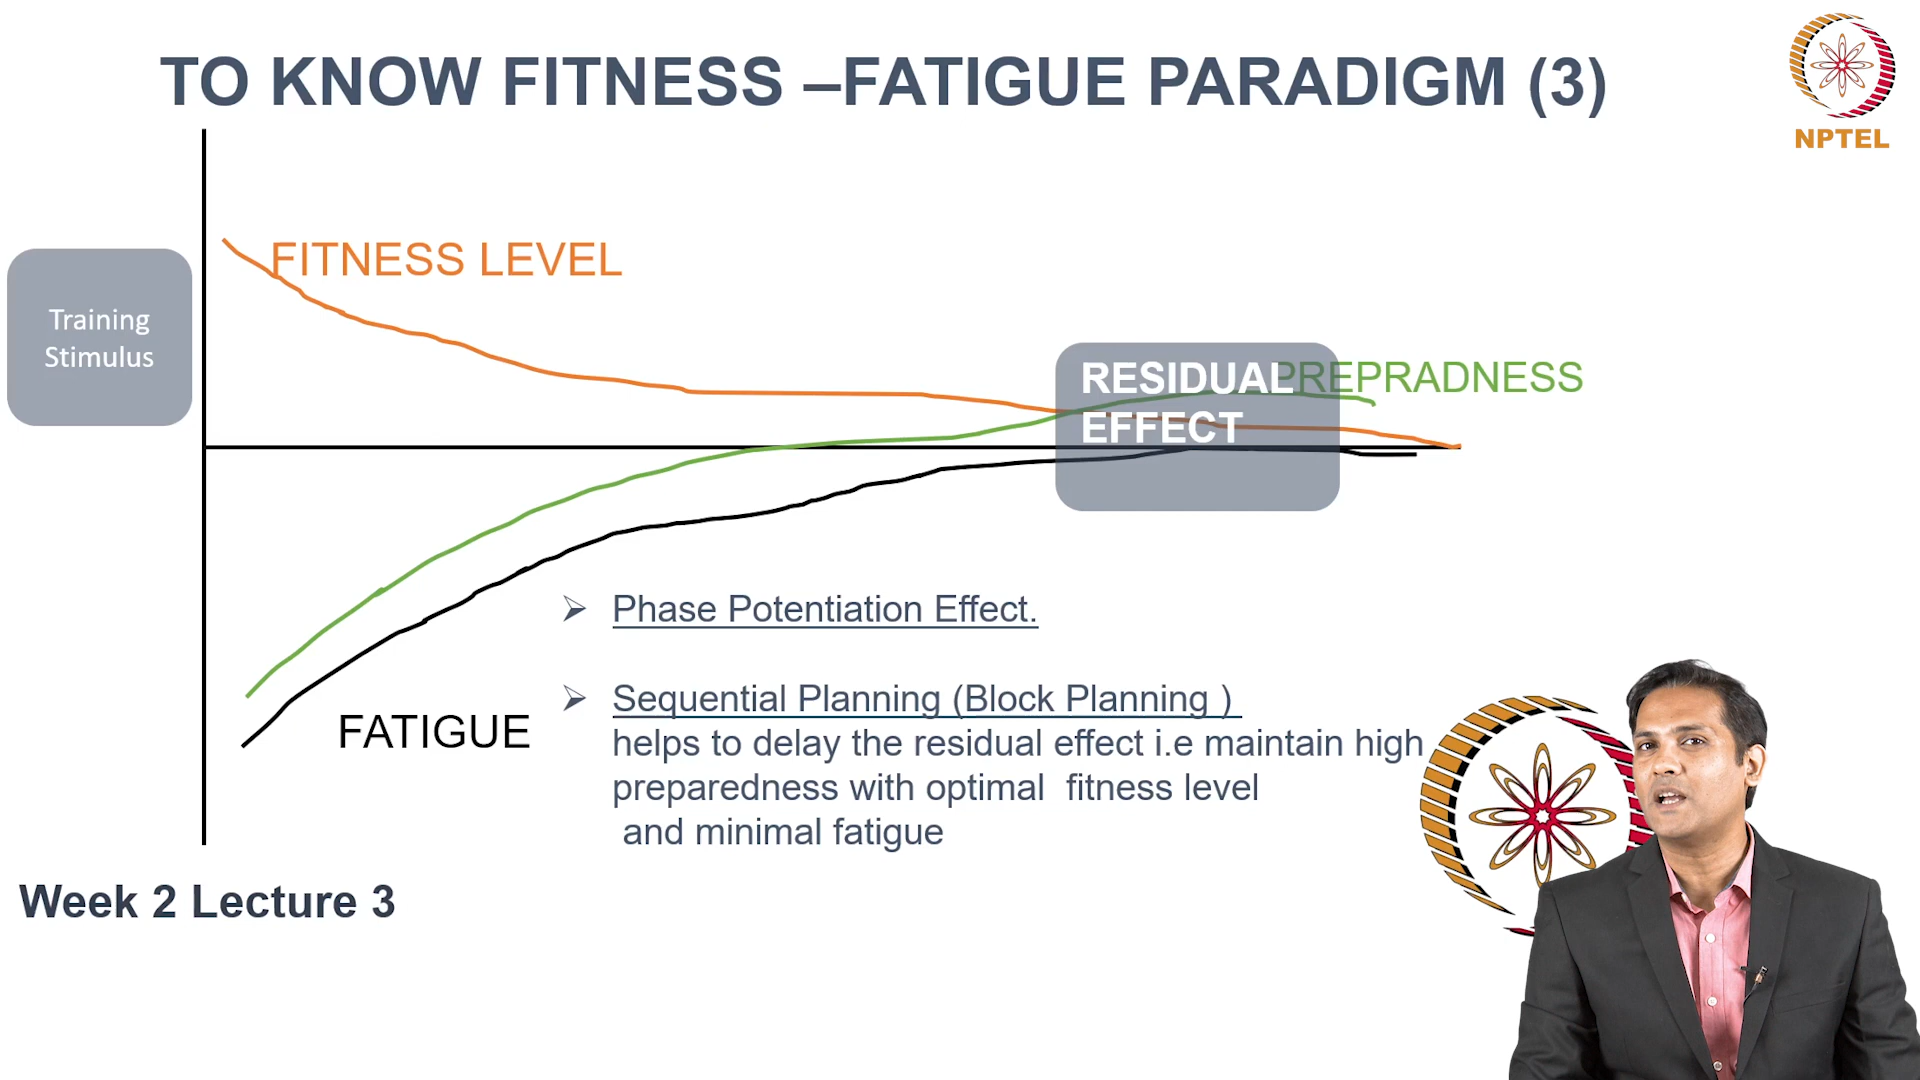 TO KNOW FITNESS –FATIGUE PARADIGM (3)
NPTEL
FITNESS LEVEL
Training
Stimulus
RESIDUAL
EFFECT
PREPRADNESS
Phase Potentiation Effect.
Sequential Planning (Block Planning )
helps to delay the residual effect i.e maintain high
preparedness with optimal fitness level
and minimal fatigue
FATIGUE
Week 2 Lecture 3